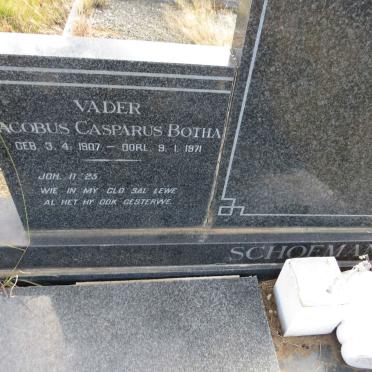 VADER
JACOBUS CASPARUS BOTHA
GEB. 3. 4. 1907 — OORL. 9. 1. 1971
JOH. 11 : 25
WIE IN MY GLO SAL LEWE
AL HET HY OOK GESTERWE.
SCHOEMAN